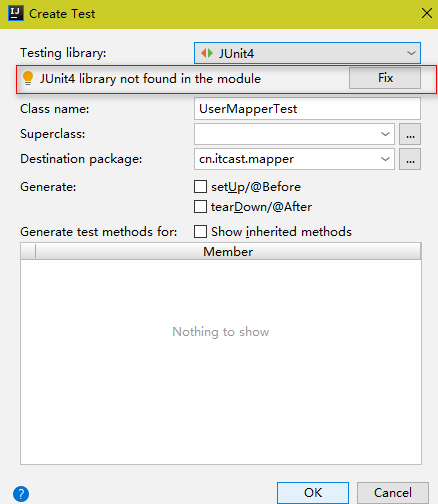 IJ Create Test
Testing library: JUnit4
JUnit4 library not found in the module Fix
Class name: UserMapperTest
Superclass: ...
Destination package: cn.itcast.mapper ...
Generate: setUp/@Before
tearDown/@After
Generate test methods for: Show inherited methods
Member
Nothing to show
? OK Cancel